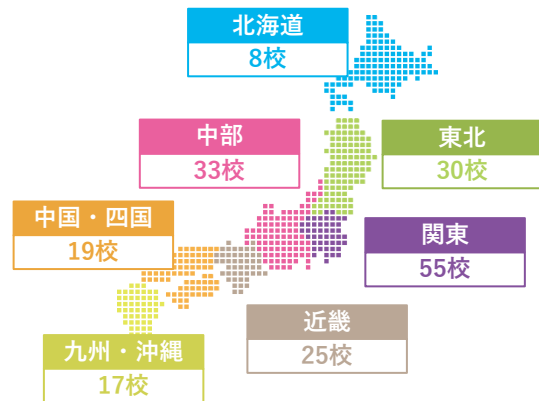 北海道
8校
中部
33校
東北
30校
中国・四国
19校
関東
55校
近畿
25校
九州・沖縄
17校